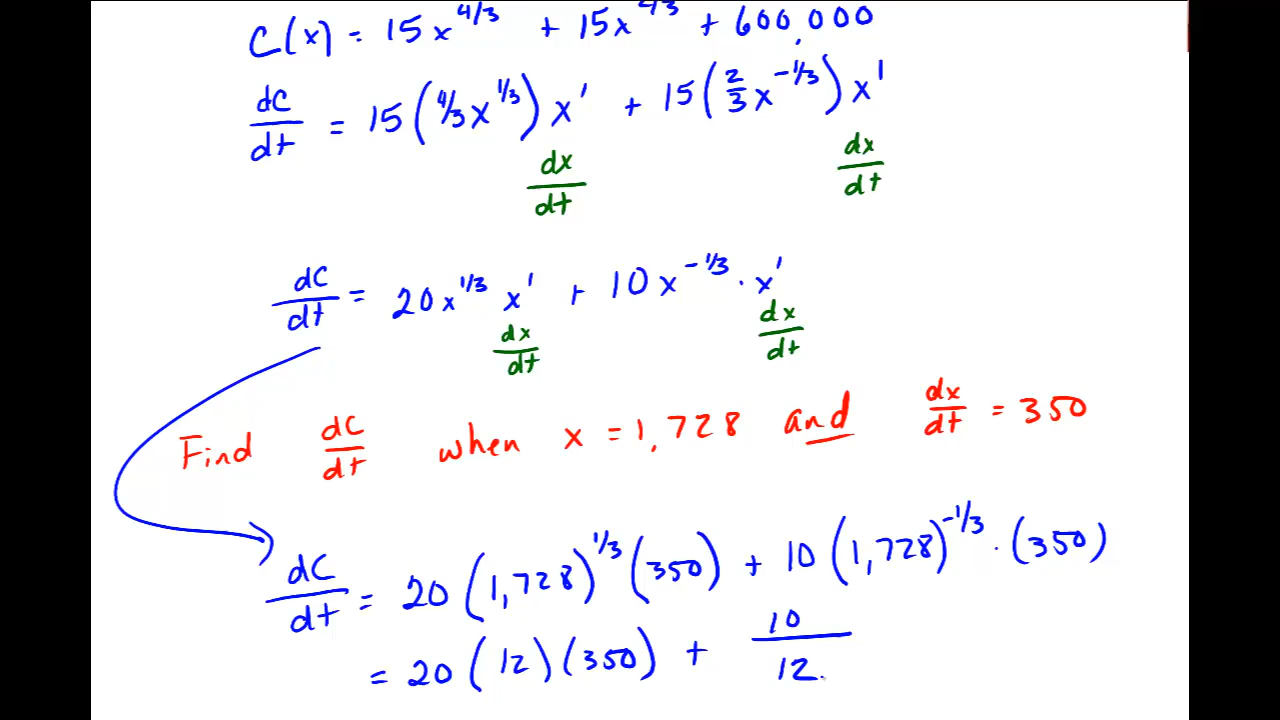 C(x) = 15x^4/3 + 15x^2/3 + 600,000
dC/dt = 15(4/3x^1/3)x' + 15(2/3x^-1/3)x'
dx/dt dx/dt
dC/dt = 20x^1/3 x' + 10x^-1/3 · x'
dx/dt dx/dt
Find dC/dt when x = 1,728 and dx/dt = 350
dC/dt = 20(1,728)^1/3(350) + 10(1,728)^-1/3 · (350)
= 20(12)(350) + 10/12.